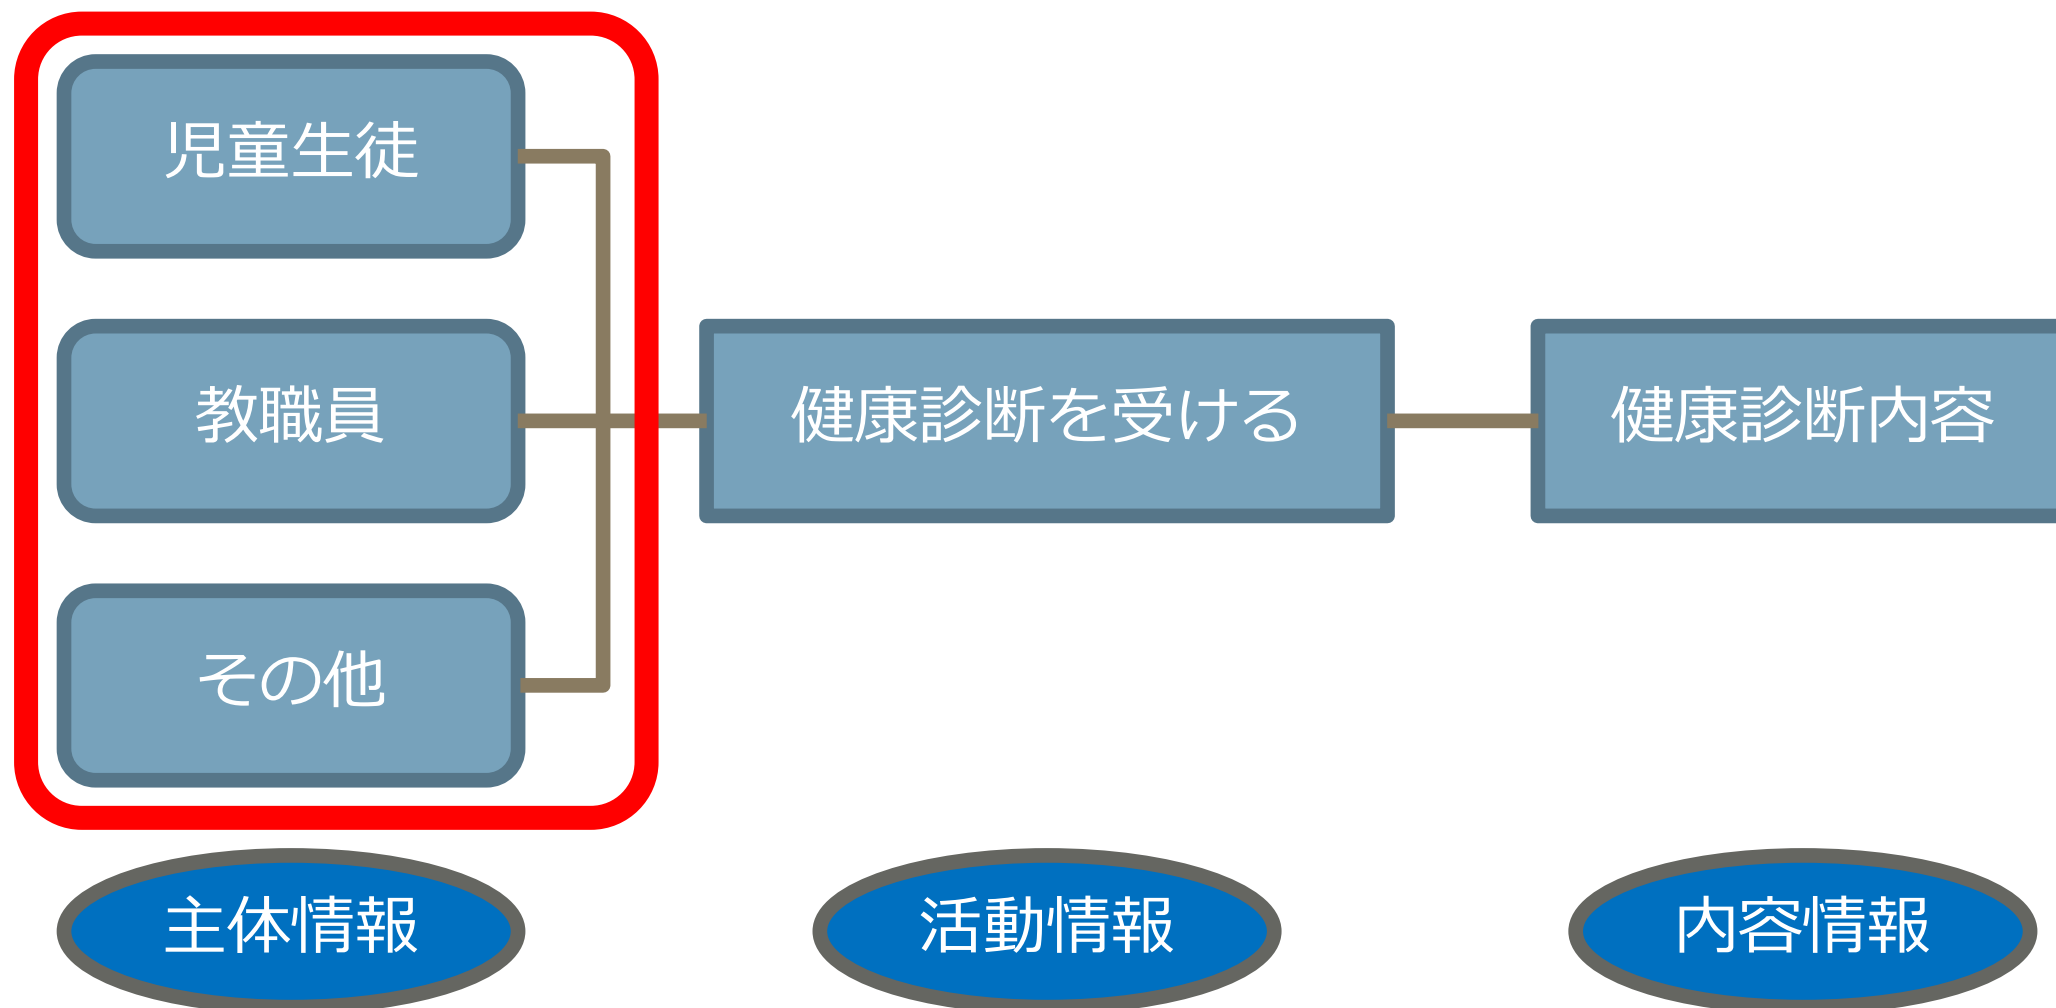 児童生徒
教職員
健康診断を受ける
健康診断内容
その他
主体情報
活動情報
内容情報